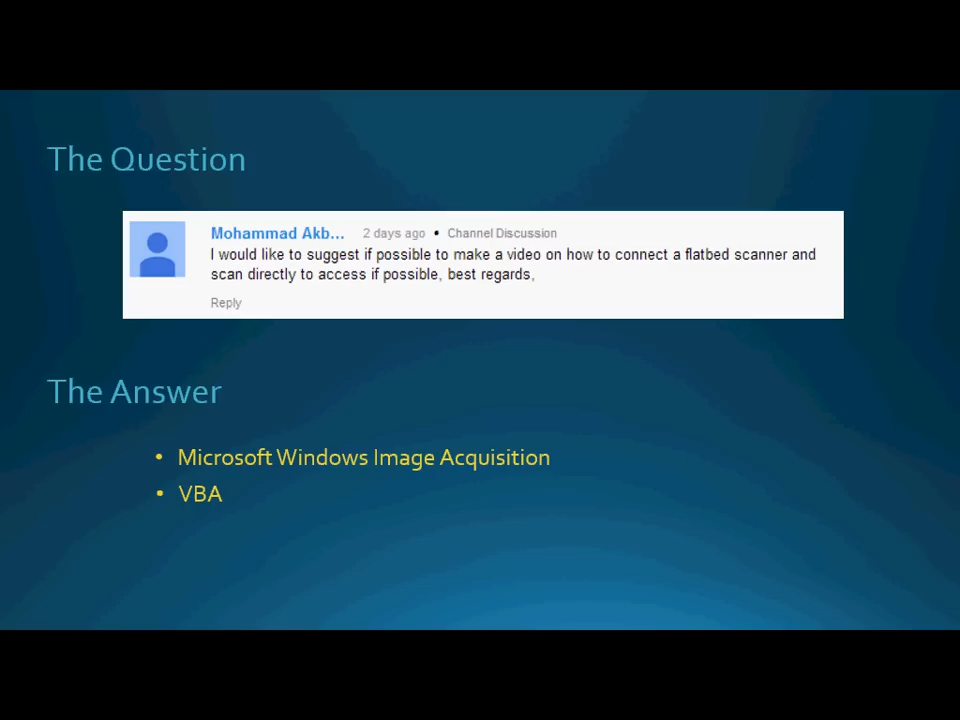 The Question
Mohammad Akb... 2 days ago • Channel Discussion
I would like to suggest if possible to make a video on how to connect a flatbed scanner and
scan directly to access if possible, best regards,
Reply
The Answer
• Microsoft Windows Image Acquisition
• VBA